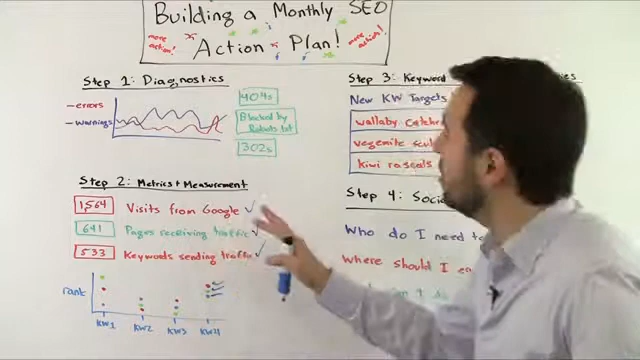 Building a Monthly SEO
Action Plan!
more action!
more action!
Step 1: Diagnostics
errors
warnings
404s
Blocked by
Robots.txt
302s
Step 2: Metrics + Measurement
1,564 Visits from Google
641 Pages receiving traffic
533 Keywords sending traffic
rank
KW1 KW2 KW3 KW4
Step 3: Keyword
New KW Targets
wallaby
vegemite
kiwi rascals
Step 4:
Who do I need
Where should I